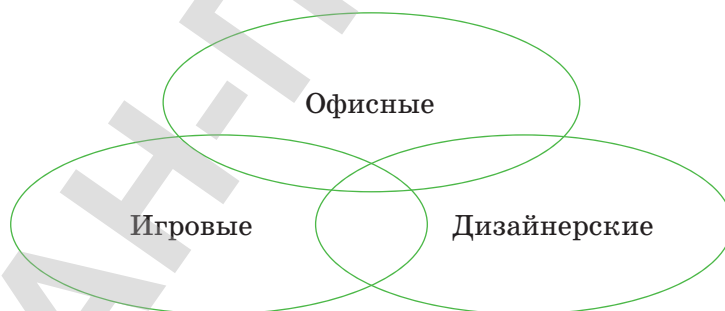 Офисные
Игровые Дизайнерские